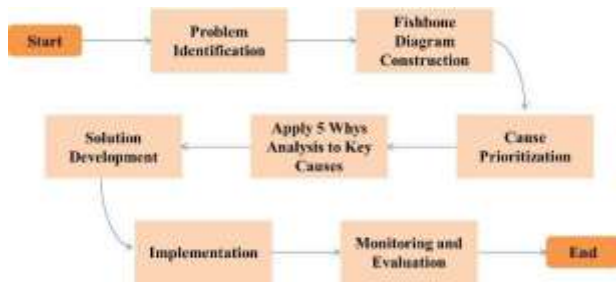 Start
Problem
Identification
Fishbone
Diagram
Construction
Cause
Prioritization
Apply 5 Whys
Analysis to Key
Causes
Solution
Development
Implementation
Monitoring and
Evaluation
End